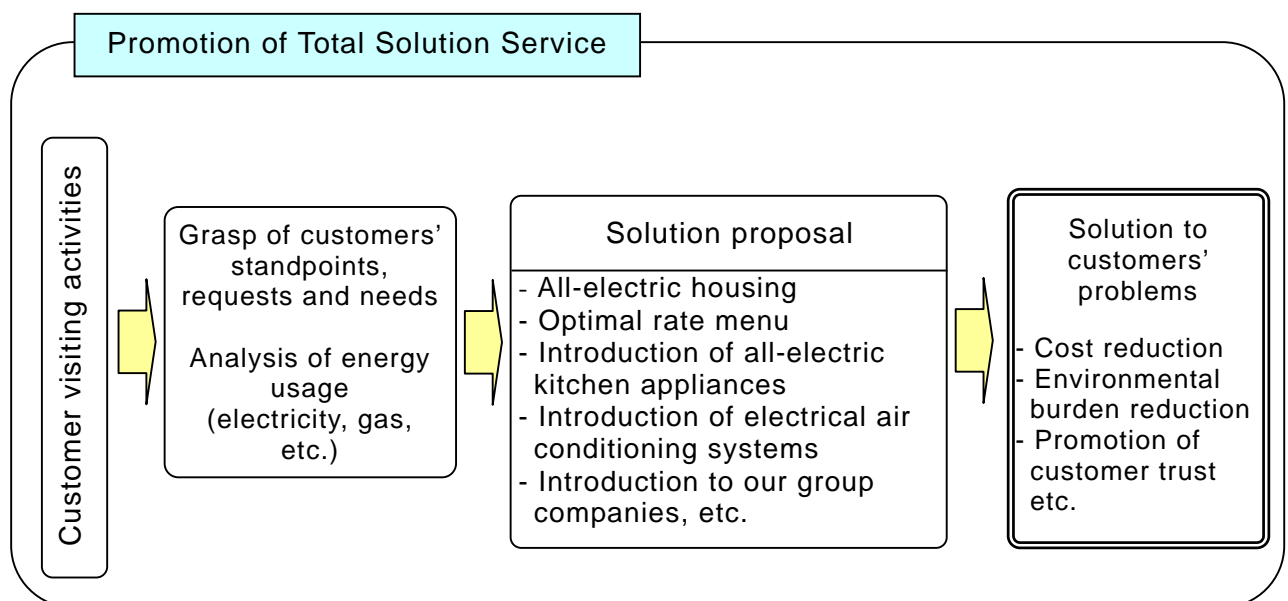 Promotion of Total Solution Service
Customer visiting activities
Grasp of customers’
standpoints,
requests and needs
Analysis of energy
usage
(electricity, gas,
etc.)
Solution proposal
- All-electric housing
- Optimal rate menu
- Introduction of all-electric
kitchen appliances
- Introduction of electrical air
conditioning systems
- Introduction to our group
companies, etc.
Solution to
customers’
problems
- Cost reduction
- Environmental
burden reduction
- Promotion of
customer trust
etc.